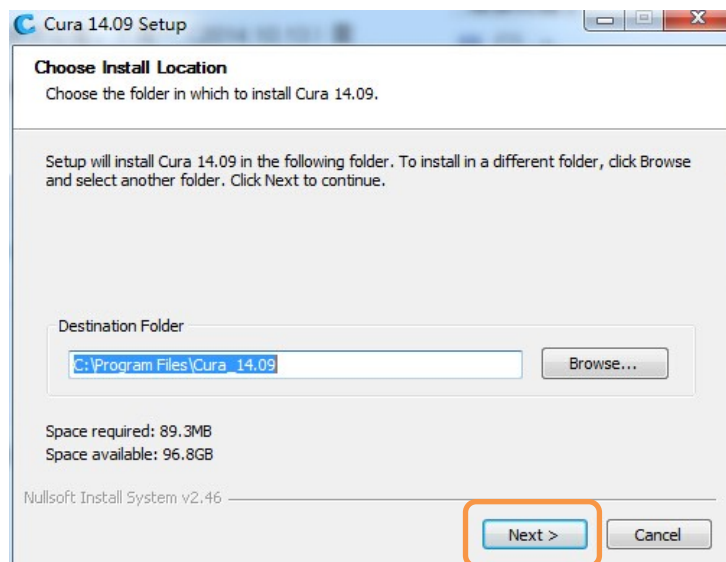 Cura 14.09 Setup
Choose Install Location
Choose the folder in which to install Cura 14.09.
Setup will install Cura 14.09 in the following folder. To install in a different folder, click Browse
and select another folder. Click Next to continue.
Destination Folder
C:\Program Files\Cura_14.09
Browse...
Space required: 89.3MB
Space available: 96.8GB
Nullsoft Install System v2.46
Next >
Cancel